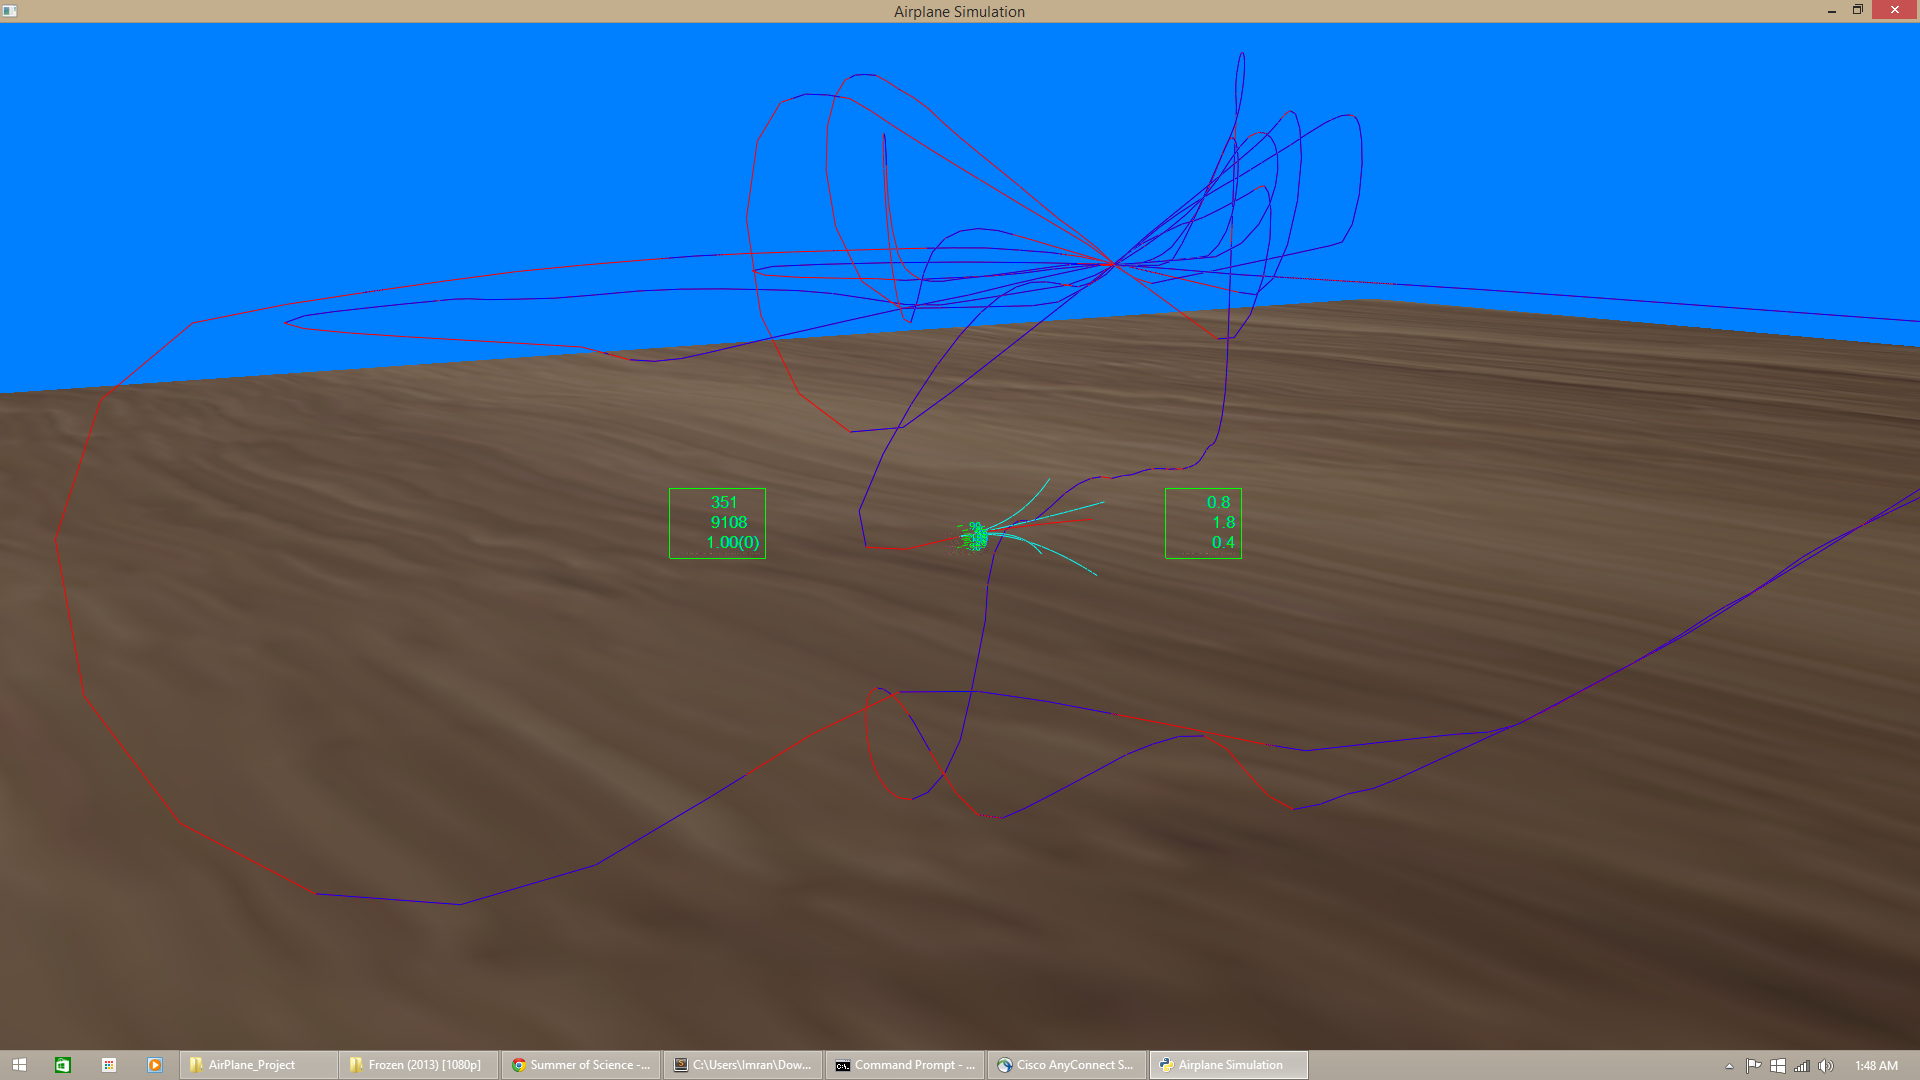 Airplane Simulation
351
9108
1.00(0)
0.8
1.8
0.4
AirPlane_Project
Frozen (2013) [1080p]
Summer of Science -...
C:\Users\Imran\Dow...
Command Prompt - ...
Cisco AnyConnect S...
Airplane Simulation
1:48 AM